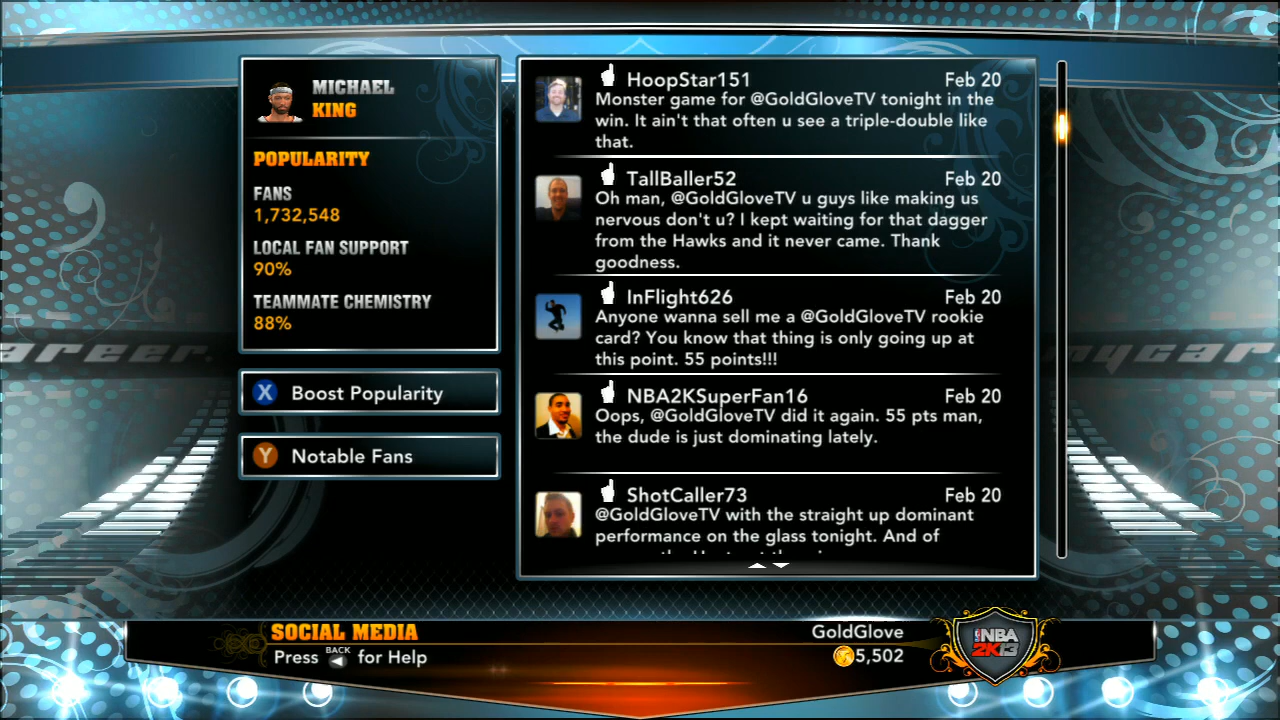 MICHAEL
KING
POPULARITY
FANS
1,732,548
LOCAL FAN SUPPORT
90%
TEAMMATE CHEMISTRY
88%
X Boost Popularity
Y Notable Fans
HoopStar151 Feb 20
Monster game for @GoldGloveTV tonight in the
win. It ain't that often u see a triple-double like
that.
TallBaller52 Feb 20
Oh man, @GoldGloveTV u guys like making us
nervous don't u? I kept waiting for that dagger
from the Hawks and it never came. Thank
goodness.
InFlight626 Feb 20
Anyone wanna sell me a @GoldGloveTV rookie
card? You know that thing is only going up at
this point. 55 points!!!
NBA2KSuperFan16 Feb 20
Oops, @GoldGloveTV did it again. 55 pts man,
the dude is just dominating lately.
ShotCaller73 Feb 20
@GoldGloveTV with the straight up dominant
performance on the glass tonight. And of
areer.
mycar
SOCIAL MEDIA
Press BACK for Help
GoldGlove
5,502
NBA
2K13